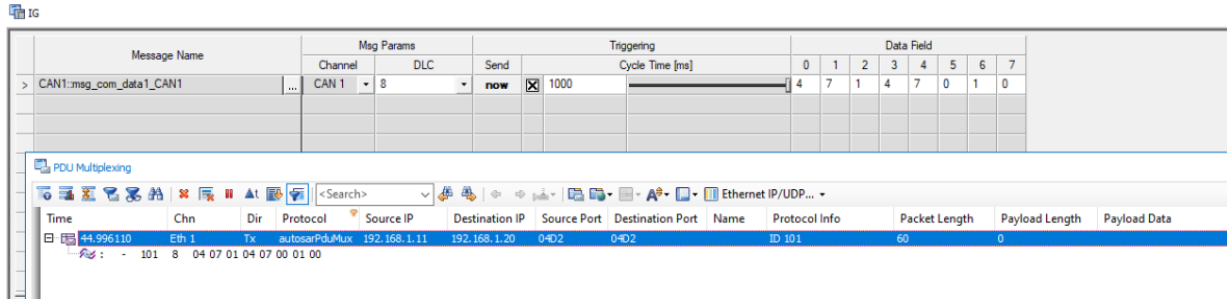 IG
Message Name Msg Params Triggering Data Field
Channel DLC Send Cycle Time [ms] 0 1 2 3 4 5 6 7
> CAN1::msg_com_data1_CAN1 ... CAN 1 8 now 1000 4 7 1 4 7 0 1 0
PDU Multiplexing
Δt <Search> Ethernet IP/UDP...
Time Chn Dir Protocol Source IP Destination IP Source Port Destination Port Name Protocol Info Packet Length Payload Length Payload Data
44.996110 Eth 1 Tx autosarPduMux 192.168.1.11 192.168.1.20 04D2 04D2 ID 101 60 0
: - 101 8 04 07 01 04 07 00 01 00